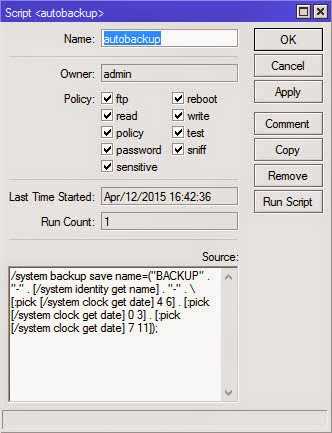 Script <autobackup>
Name: autobackup
OK
Owner: admin
Cancel
Policy: ftp reboot
Apply
read write
policy test
Comment
password sniff
Copy
sensitive
Remove
Last Time Started: Apr/12/2015 16:42:36
Run Script
Run Count: 1
Source:
/system backup save name=("BACKUP" .
"-" . [/system identity get name] . "-" . \
[:pick [/system clock get date] 4 6] . [:pick
[/system clock get date] 0 3] . [:pick
[/system clock get date] 7 11]);